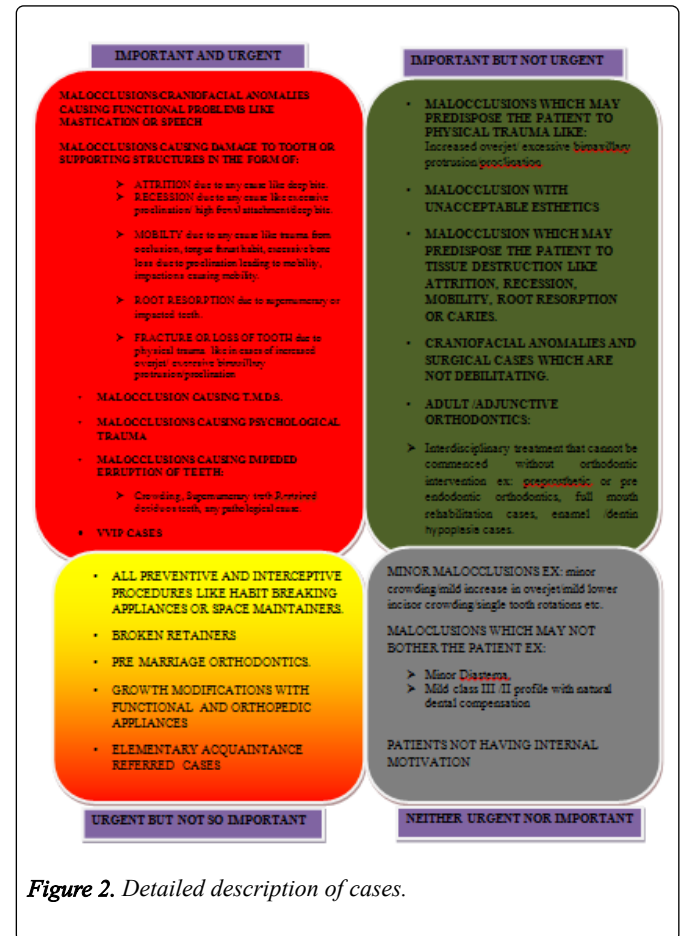 IMPORTANT AND URGENT
MALOCCLUSIONS/CRANIOFACIAL ANOMALIES
CAUSING FUNCTIONAL PROBLEMS LIKE
MASTICATION OR SPEECH
MALOCCLUSIONS CAUSING DAMAGE TO TOOTH OR
SUPPORTING STRUCTURES IN THE FORM OF:
➤ ATTRITION due to any cause like deep bite.
➤ RECESSION due to any cause like excessive
proclination/ high frenal attachment/deep bite.
➤ MOBILTY due to any cause like trauma from
occlusion, tongue thrust habit, excessive bone
loss due to proclination leading to mobility,
impactions causing mobility.
➤ ROOT RESORPTION due to supernumerary or
impacted teeth.
➤ FRACTURE OR LOSS OF TOOTH due to
physical trauma like in cases of increased
overjet/ excessive bimaxillary
protrusion/proclination
• MALOCCLUSION CAUSING T.M.D.S.
• MALOCCLUSIONS CAUSING PSYCHOLOGICAL
TRAUMA
• MALOCCLUSIONS CAUSING IMPEDED
ERRUPTION OF TEETH:
➤ Crowding, Supernumerary tooth,Retained
deciduous teeth, any pathological cause.
• VVIP CASES
IMPORTANT BUT NOT URGENT
• MALOCCLUSIONS WHICH MAY
PREDISPOSE THE PATIENT TO
PHYSICAL TRAUMA LIKE:
Increased overjet/ excessive bimaxillary
protrusion/proclination
• MALOCCLUSION WITH
UNACCEPTABLE ESTHETICS
• MALOCCLUSION WHICH MAY
PREDISPOSE THE PATIENT TO
TISSUE DESTRUCTION LIKE
ATTRITION, RECESSION,
MOBILITY, ROOT RESORPTION
OR CARIES.
• CRANIOFACIAL ANOMALIES AND
SURGICAL CASES WHICH ARE
NOT DEBILITATING.
• ADULT /ADJUNCTIVE
ORTHODONTICS:
➤ Interdisciplinary treatment that cannot be
commenced without orthodontic
intervention ex: preprosthetic or pre
endodontic orthodontics, full mouth
rehabilitation cases, enamel /dentin
hypoplasia cases.
• ALL PREVENTIVE AND INTERCEPTIVE
PROCEDURES LIKE HABIT BREAKING
APPLIANCES OR SPACE MAINTAINERS.
• BROKEN RETAINERS
• PRE MARRIAGE ORTHODONTICS.
• GROWTH MODIFICATIONS WITH
FUNCTIONAL AND ORTHOPEDIC
APPLIANCES
• ELEMENTARY ACQUAINTANCE
REFERRED CASES
URGENT BUT NOT SO IMPORTANT
MINOR MALOCCLUSIONS EX: minor
crowding/mild increase in overjet/mild lower
incisor crowding/single tooth rotations etc.
MALOCLUSIONS WHICH MAY NOT
BOTHER THE PATIENT EX:
➤ Minor Diastema,
➤ Mild class III /II profile with natural
dental compensation
PATIENTS NOT HAVING INTERNAL
MOTIVATION
NEITHER URGENT NOR IMPORTANT
Figure 2. Detailed description of cases.